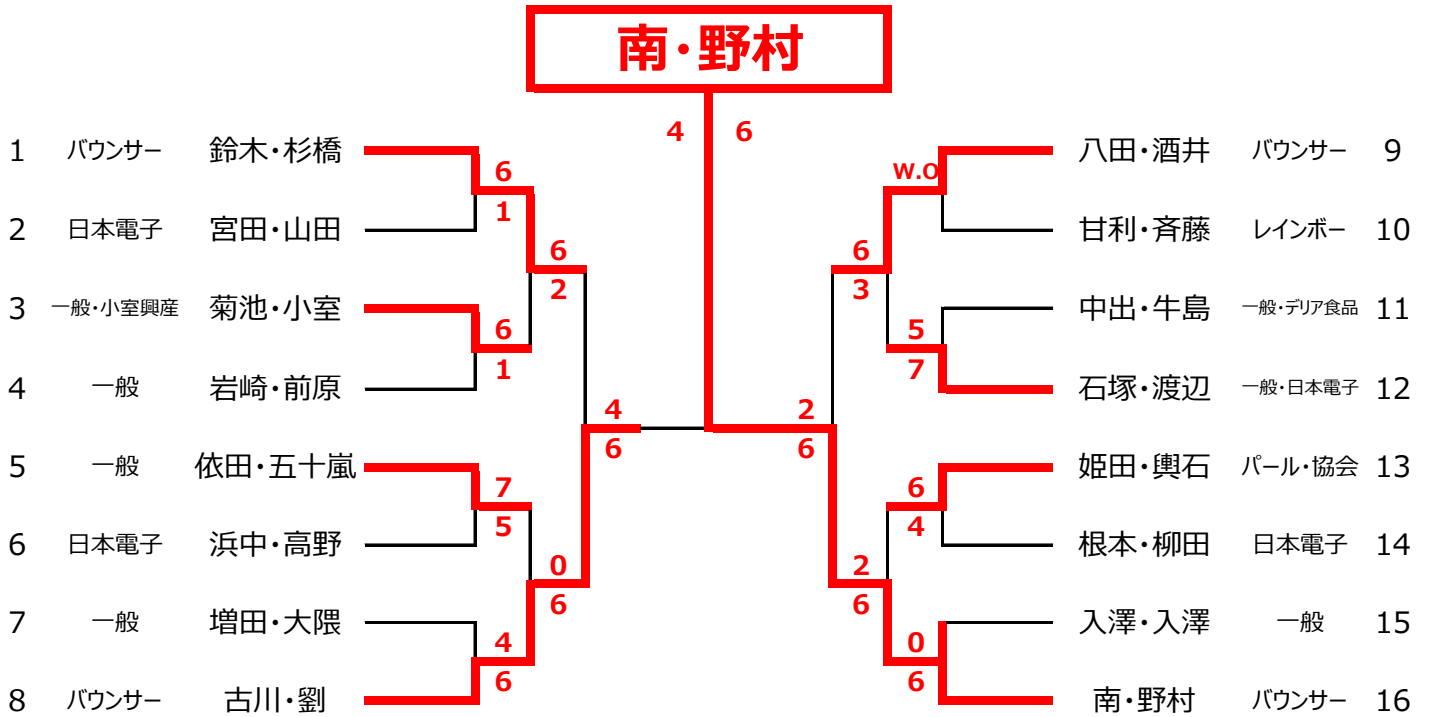 南・野村
4 6
1 バウンサー 鈴木・杉橋 八田・酒井 バウンサー 9
6 W.O
1
2 日本電子 宮田・山田 甘利・斉藤 レインボー 10
6 6
2 3
3 一般・小室興産 菊池・小室 中出・牛島 一般・デリア食品 11
6 5
1 7
4 一般 岩崎・前原 石塚・渡辺 一般・日本電子 12
4 2
6 6
5 一般 依田・五十嵐 姫田・輿石 パール・協会 13
7 6
5 4
6 日本電子 浜中・高野 根本・柳田 日本電子 14
0 2
6 6
7 一般 増田・大隈 入澤・入澤 一般 15
4 0
6 6
8 バウンサー 古川・劉 南・野村 バウンサー 16